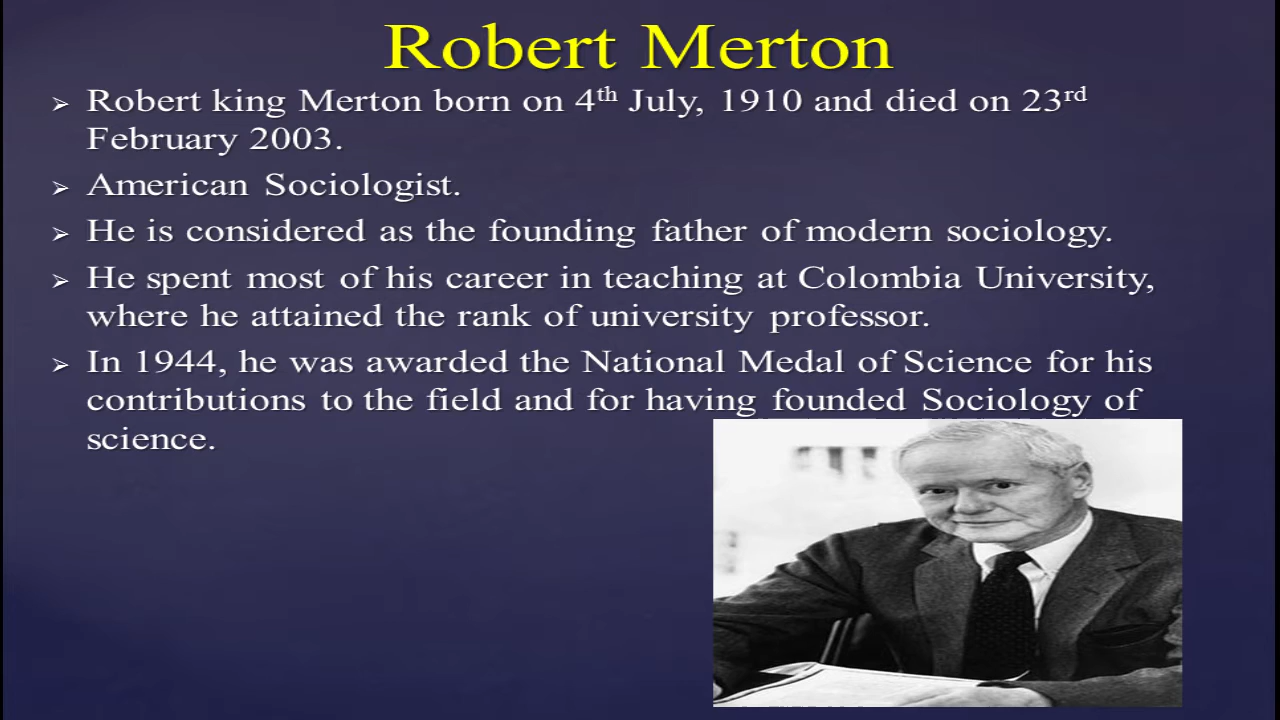 Robert Merton
➢ Robert king Merton born on 4th July, 1910 and died on 23rd
February 2003.
➢ American Sociologist.
➢ He is considered as the founding father of modern sociology.
➢ He spent most of his career in teaching at Colombia University,
where he attained the rank of university professor.
➢ In 1944, he was awarded the National Medal of Science for his
contributions to the field and for having founded Sociology of
science.